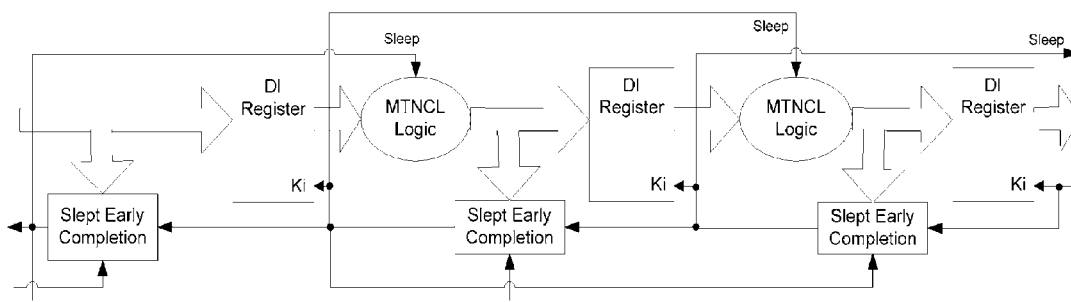 Sleep
Sleep
Sleep
DI
Register
MTNCL
Logic
DI
Register
MTNCL
Logic
DI
Register
Ki
Ki
Ki
Slept Early
Completion
Slept Early
Completion
Slept Early
Completion